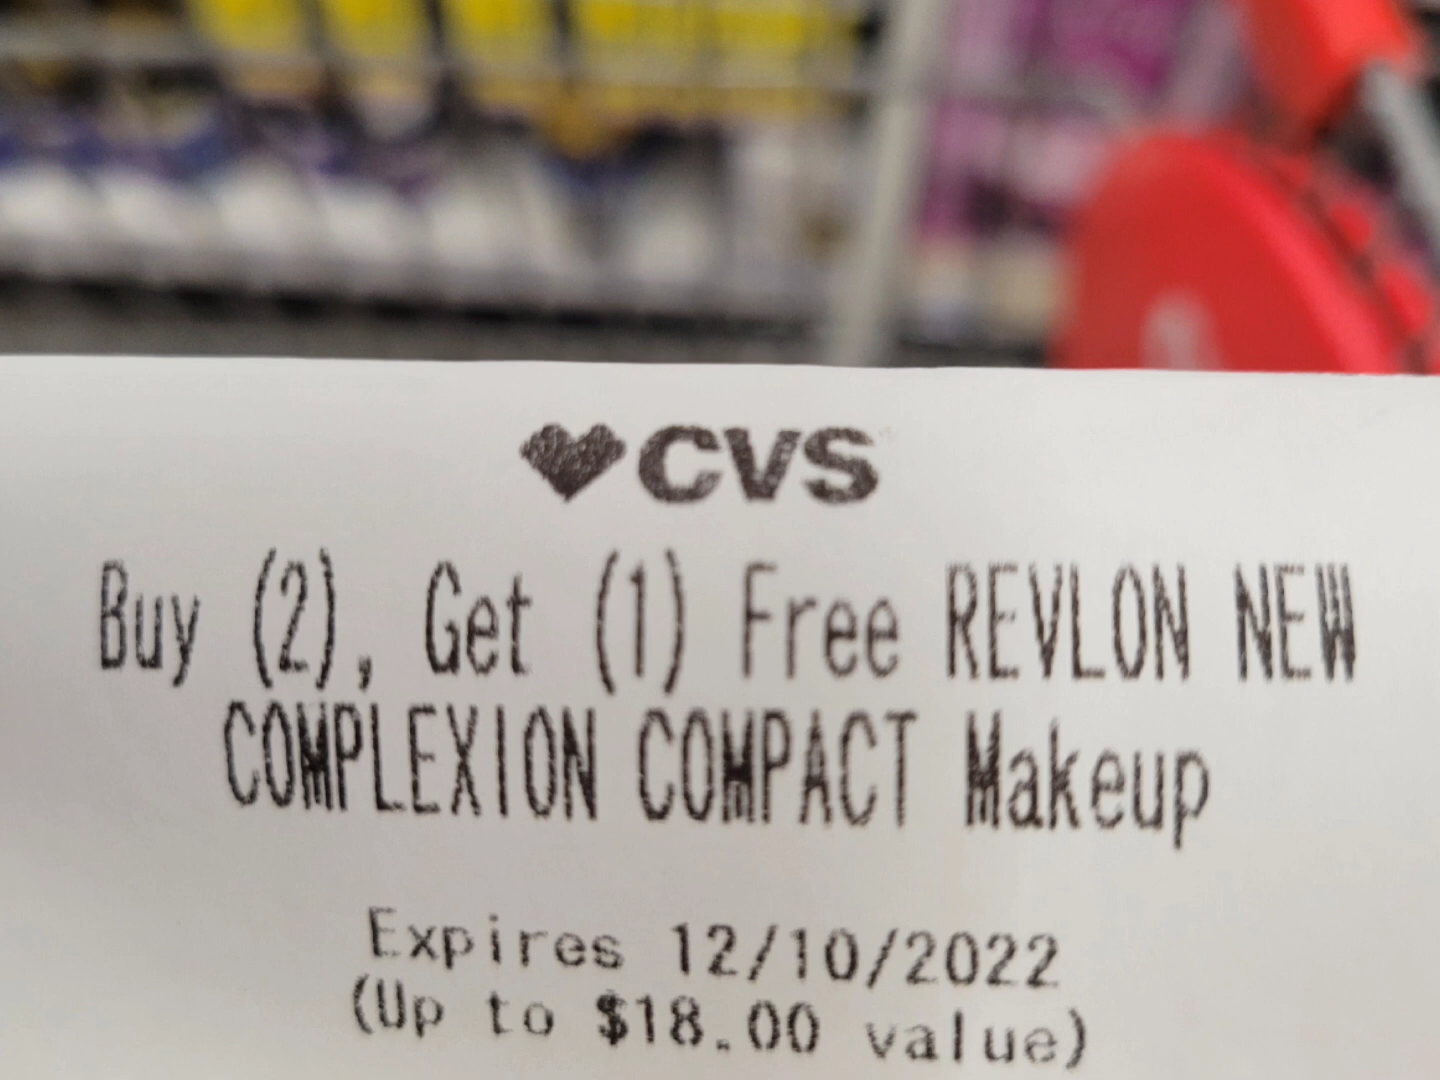 CVS
Buy (2), Get (1) Free REVLON NEW
COMPLEXION COMPACT Makeup
Expires 12/10/2022
(Up to $18.00 value)